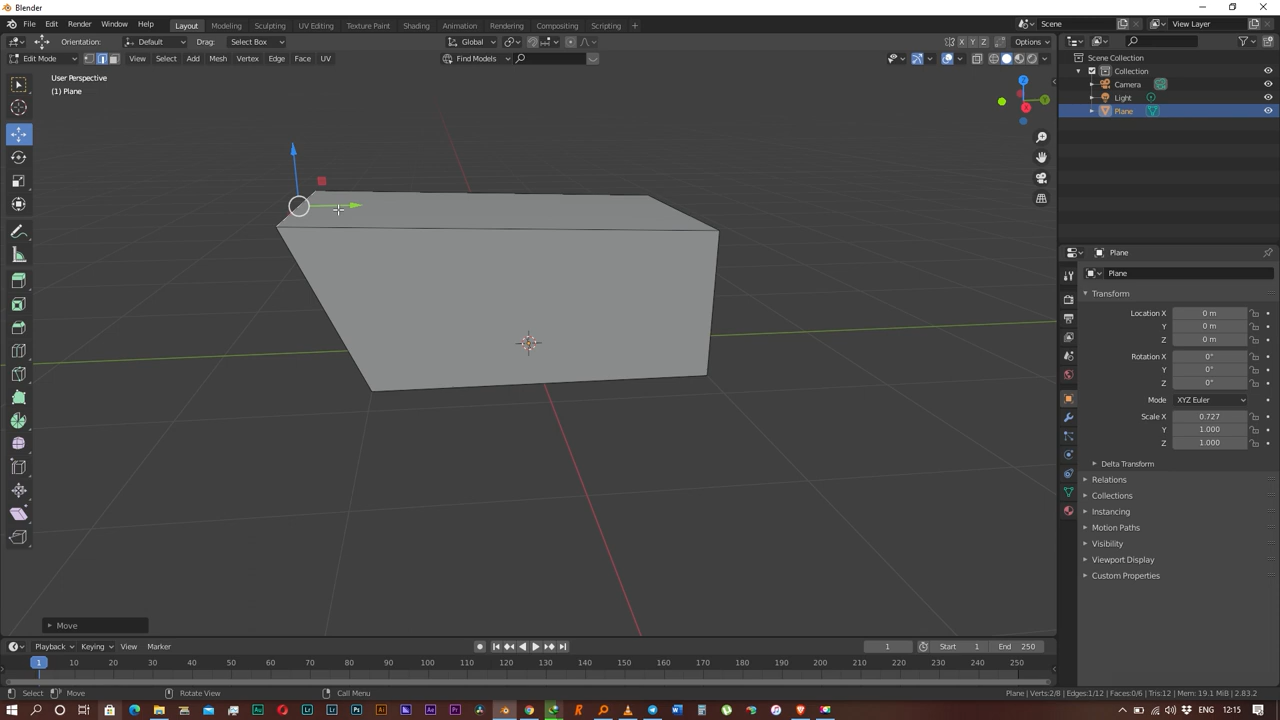 Blender
File Edit Render Window Help Layout Modeling Sculpting UV Editing Texture Paint Shading Animation Rendering Compositing Scripting + Scene View Layer
Orientation: Default Drag: Select Box Global X Y Z Options
Edit Mode View Select Add Mesh Vertex Edge Face UV Find Models
User Perspective
(1) Plane
Scene Collection
Collection
Camera
Light
Plane
Z
Y
X
Plane
Plane
Transform
Location X 0 m
Y 0 m
Z 0 m
Rotation X 0°
Y 0°
Z 0°
Mode XYZ Euler
Scale X 0.727
Y 1.000
Z 1.000
Delta Transform
Relations
Collections
Instancing
Motion Paths
Visibility
Viewport Display
Custom Properties
Move
Playback Keying View Marker 1 Start 1 End 250
1 10 20 30 40 50 60 70 80 90 100 110 120 130 140 150 160 170 180 190 200 210 220 230 240 250
Select Move Rotate View Call Menu Plane | Verts:2/8 | Edges:1/12 | Faces:0/6 | Tris:12 | Mem: 19.1 MiB | 2.83.2
Au Lr Lr Ps Ai Ae Pr ENG 12:15